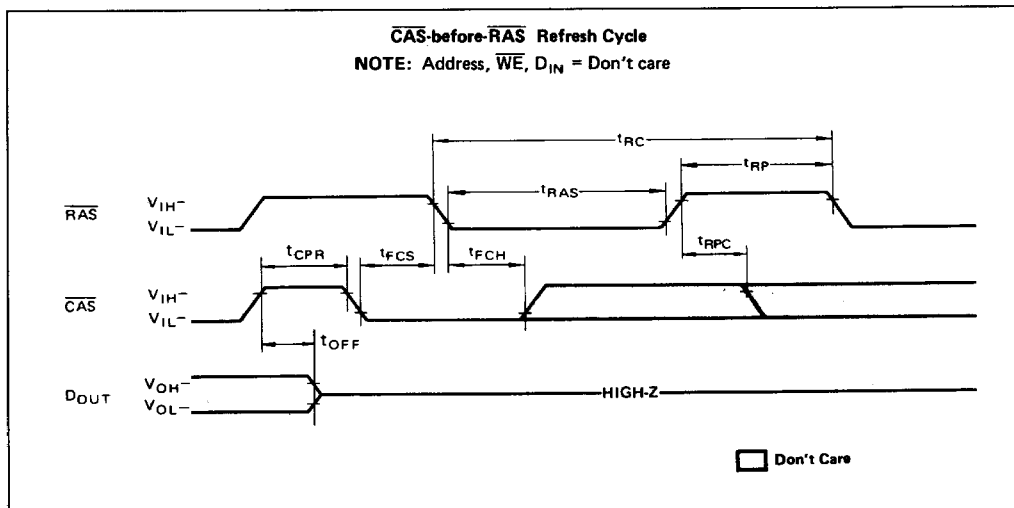 CAS-before-RAS Refresh Cycle
NOTE: Address, WE, DIN = Don't care
tRC
tRP
tRAS
RAS
VIH–
VIL–
tRPC
tCPR
tFCS
tFCH
CAS
VIH–
VIL–
tOFF
DOUT
VOH–
VOL–
HIGH-Z
Don't Care